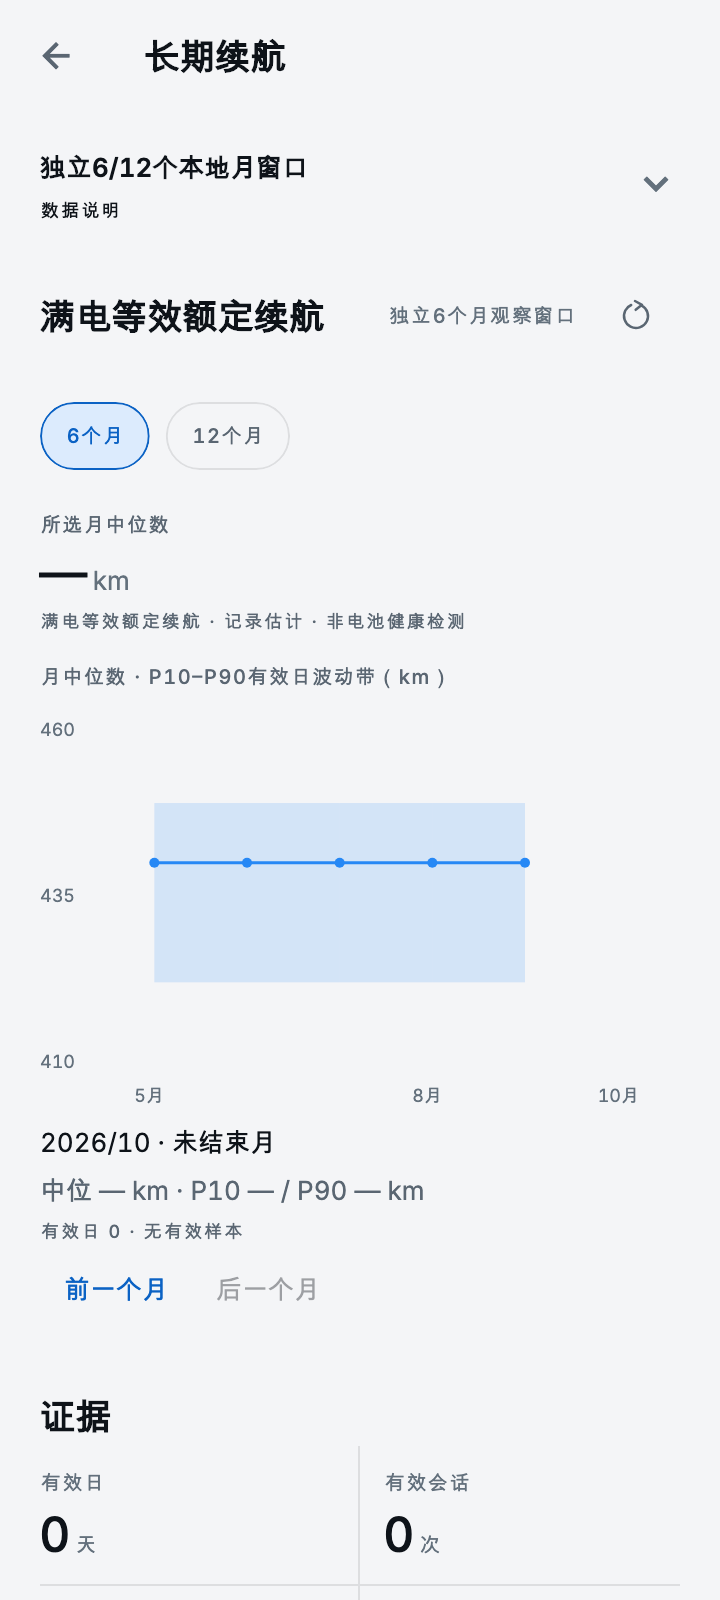 长期续航
独立6/12个本地月窗口
数据说明
满电等效额定续航 独立6个月观察窗口
6个月 12个月
所选月中位数
— km
满电等效额定续航 · 记录估计 · 非电池健康检测
月中位数 · P10–P90有效日波动带（km）
460
435
410
5月 8月 10月
2026/10 · 未结束月
中位 — km · P10 — / P90 — km
有效日 0 · 无有效样本
前一个月 后一个月
证据
有效日 有效会话
0 天 0 次